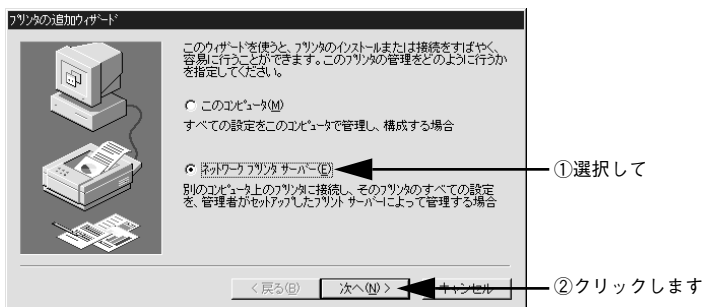 プリンタの追加ウィザード
このウィザードを使うと、プリンタのインストールまたは接続をすばやく、
容易に行うことができます。このプリンタの管理をどのように行うか
を指定してください。
このコンピュータ(M)
すべての設定をこのコンピュータで管理し、構成する場合
ネットワーク プリンタ サーバー(E)
①選択して
別のコンピュータ上のプリンタに接続し、そのプリンタのすべての設定
を、管理者がセットアップしたプリント サーバーによって管理する場合
< 戻る(B)
次へ(N) >
キャンセル
②クリックします